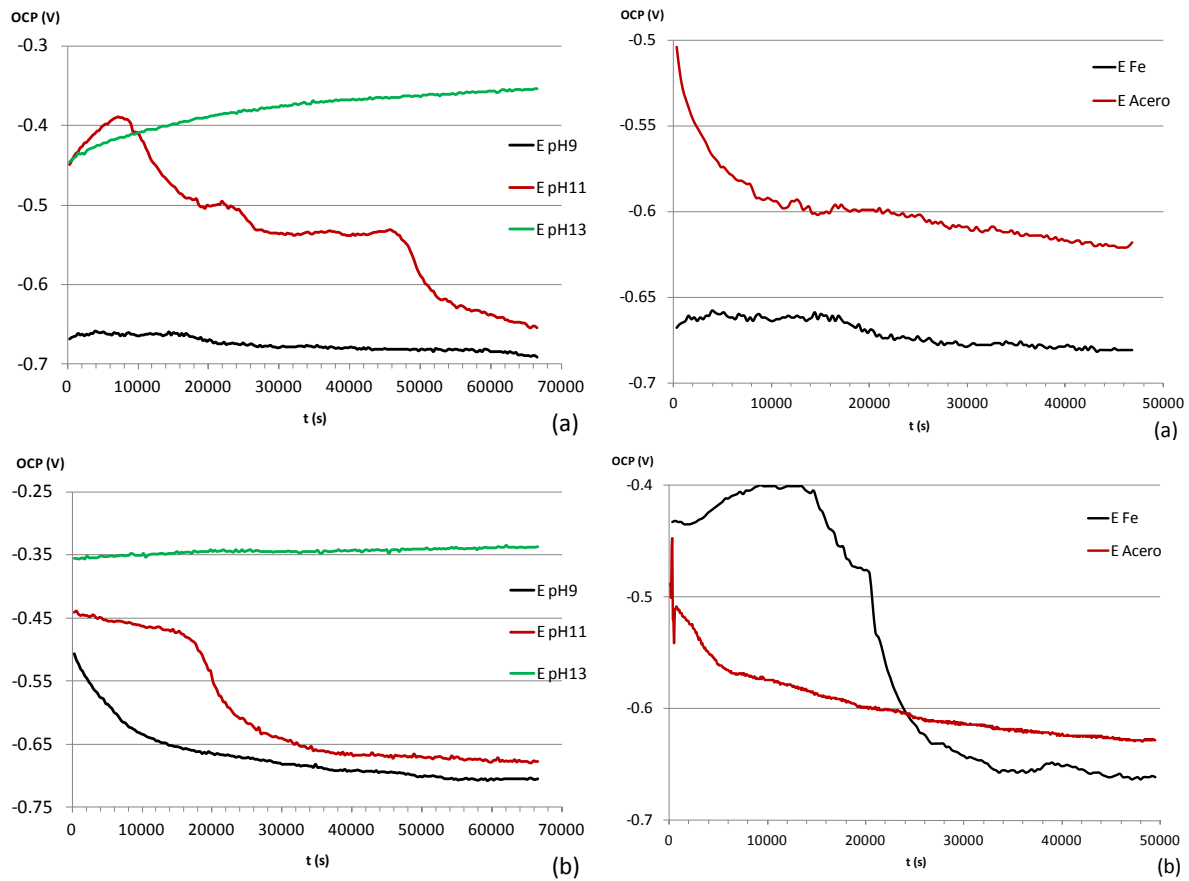 OCP (V)
-0.3
-0.4
-0.5
-0.6
-0.7
0 10000 20000 30000 40000 50000 60000 70000
t (s)
E pH9
E pH11
E pH13
(a)
OCP (V)
-0.5
-0.55
-0.6
-0.65
-0.7
0 10000 20000 30000 40000 50000
t (s)
E Fe
E Acero
(a)
OCP (V)
-0.25
-0.35
-0.45
-0.55
-0.65
-0.75
0 10000 20000 30000 40000 50000 60000 70000
t (s)
E pH9
E pH11
E pH13
(b)
OCP (V)
-0.4
-0.5
-0.6
-0.7
0 10000 20000 30000 40000 50000
t (s)
E Fe
E Acero
(b)